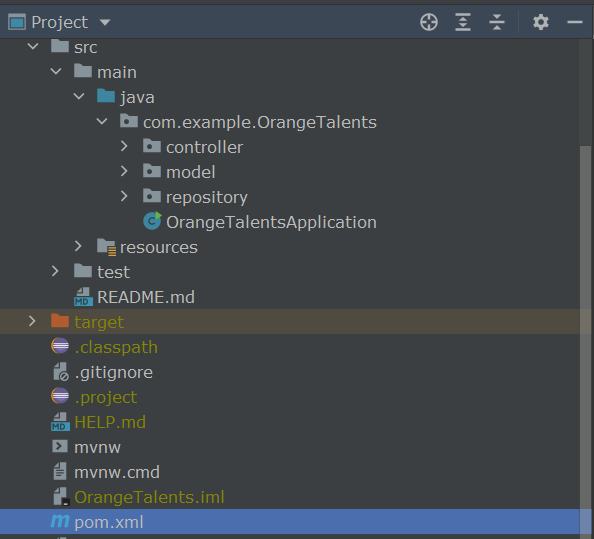 Project
src
main
java
com.example.OrangeTalents
controller
model
repository
C OrangeTalentsApplication
resources
test
MD README.md
target
.classpath
.gitignore
.project
MD HELP.md
mvnw
mvnw.cmd
OrangeTalents.iml
m pom.xml